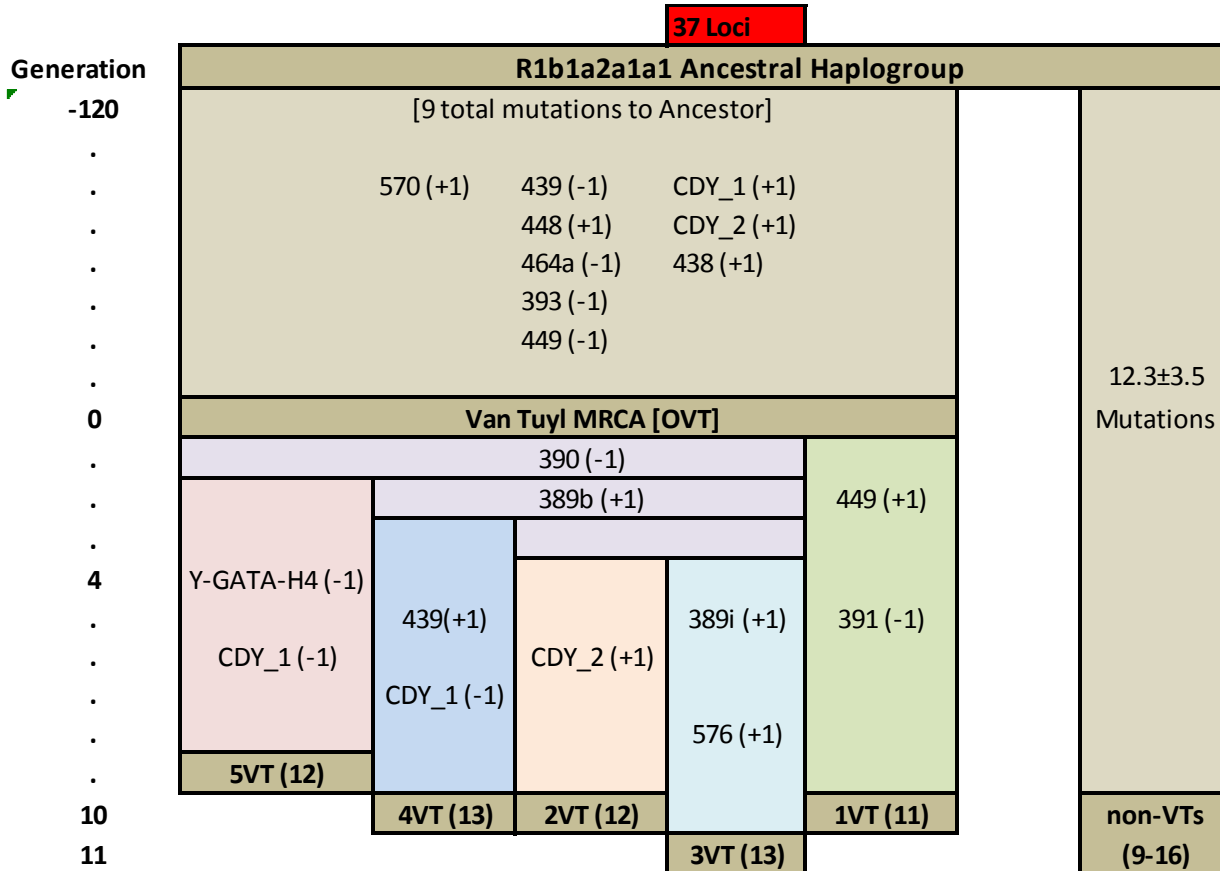 37 Loci
Generation R1b1a2a1a1 Ancestral Haplogroup
-120 [9 total mutations to Ancestor]
.
. 570 (+1) 439 (-1) CDY_1 (+1)
. 448 (+1) CDY_2 (+1)
. 464a (-1) 438 (+1)
. 393 (-1)
. 449 (-1)
. 12.3±3.5
0 Van Tuyl MRCA [OVT] Mutations
. 390 (-1)
. 389b (+1) 449 (+1)
.
4 Y-GATA-H4 (-1)
. 439(+1) 389i (+1) 391 (-1)
. CDY_1 (-1) CDY_2 (+1)
. CDY_1 (-1)
. 576 (+1)
. 5VT (12)
10 4VT (13) 2VT (12) 1VT (11) non-VTs
11 3VT (13) (9-16)